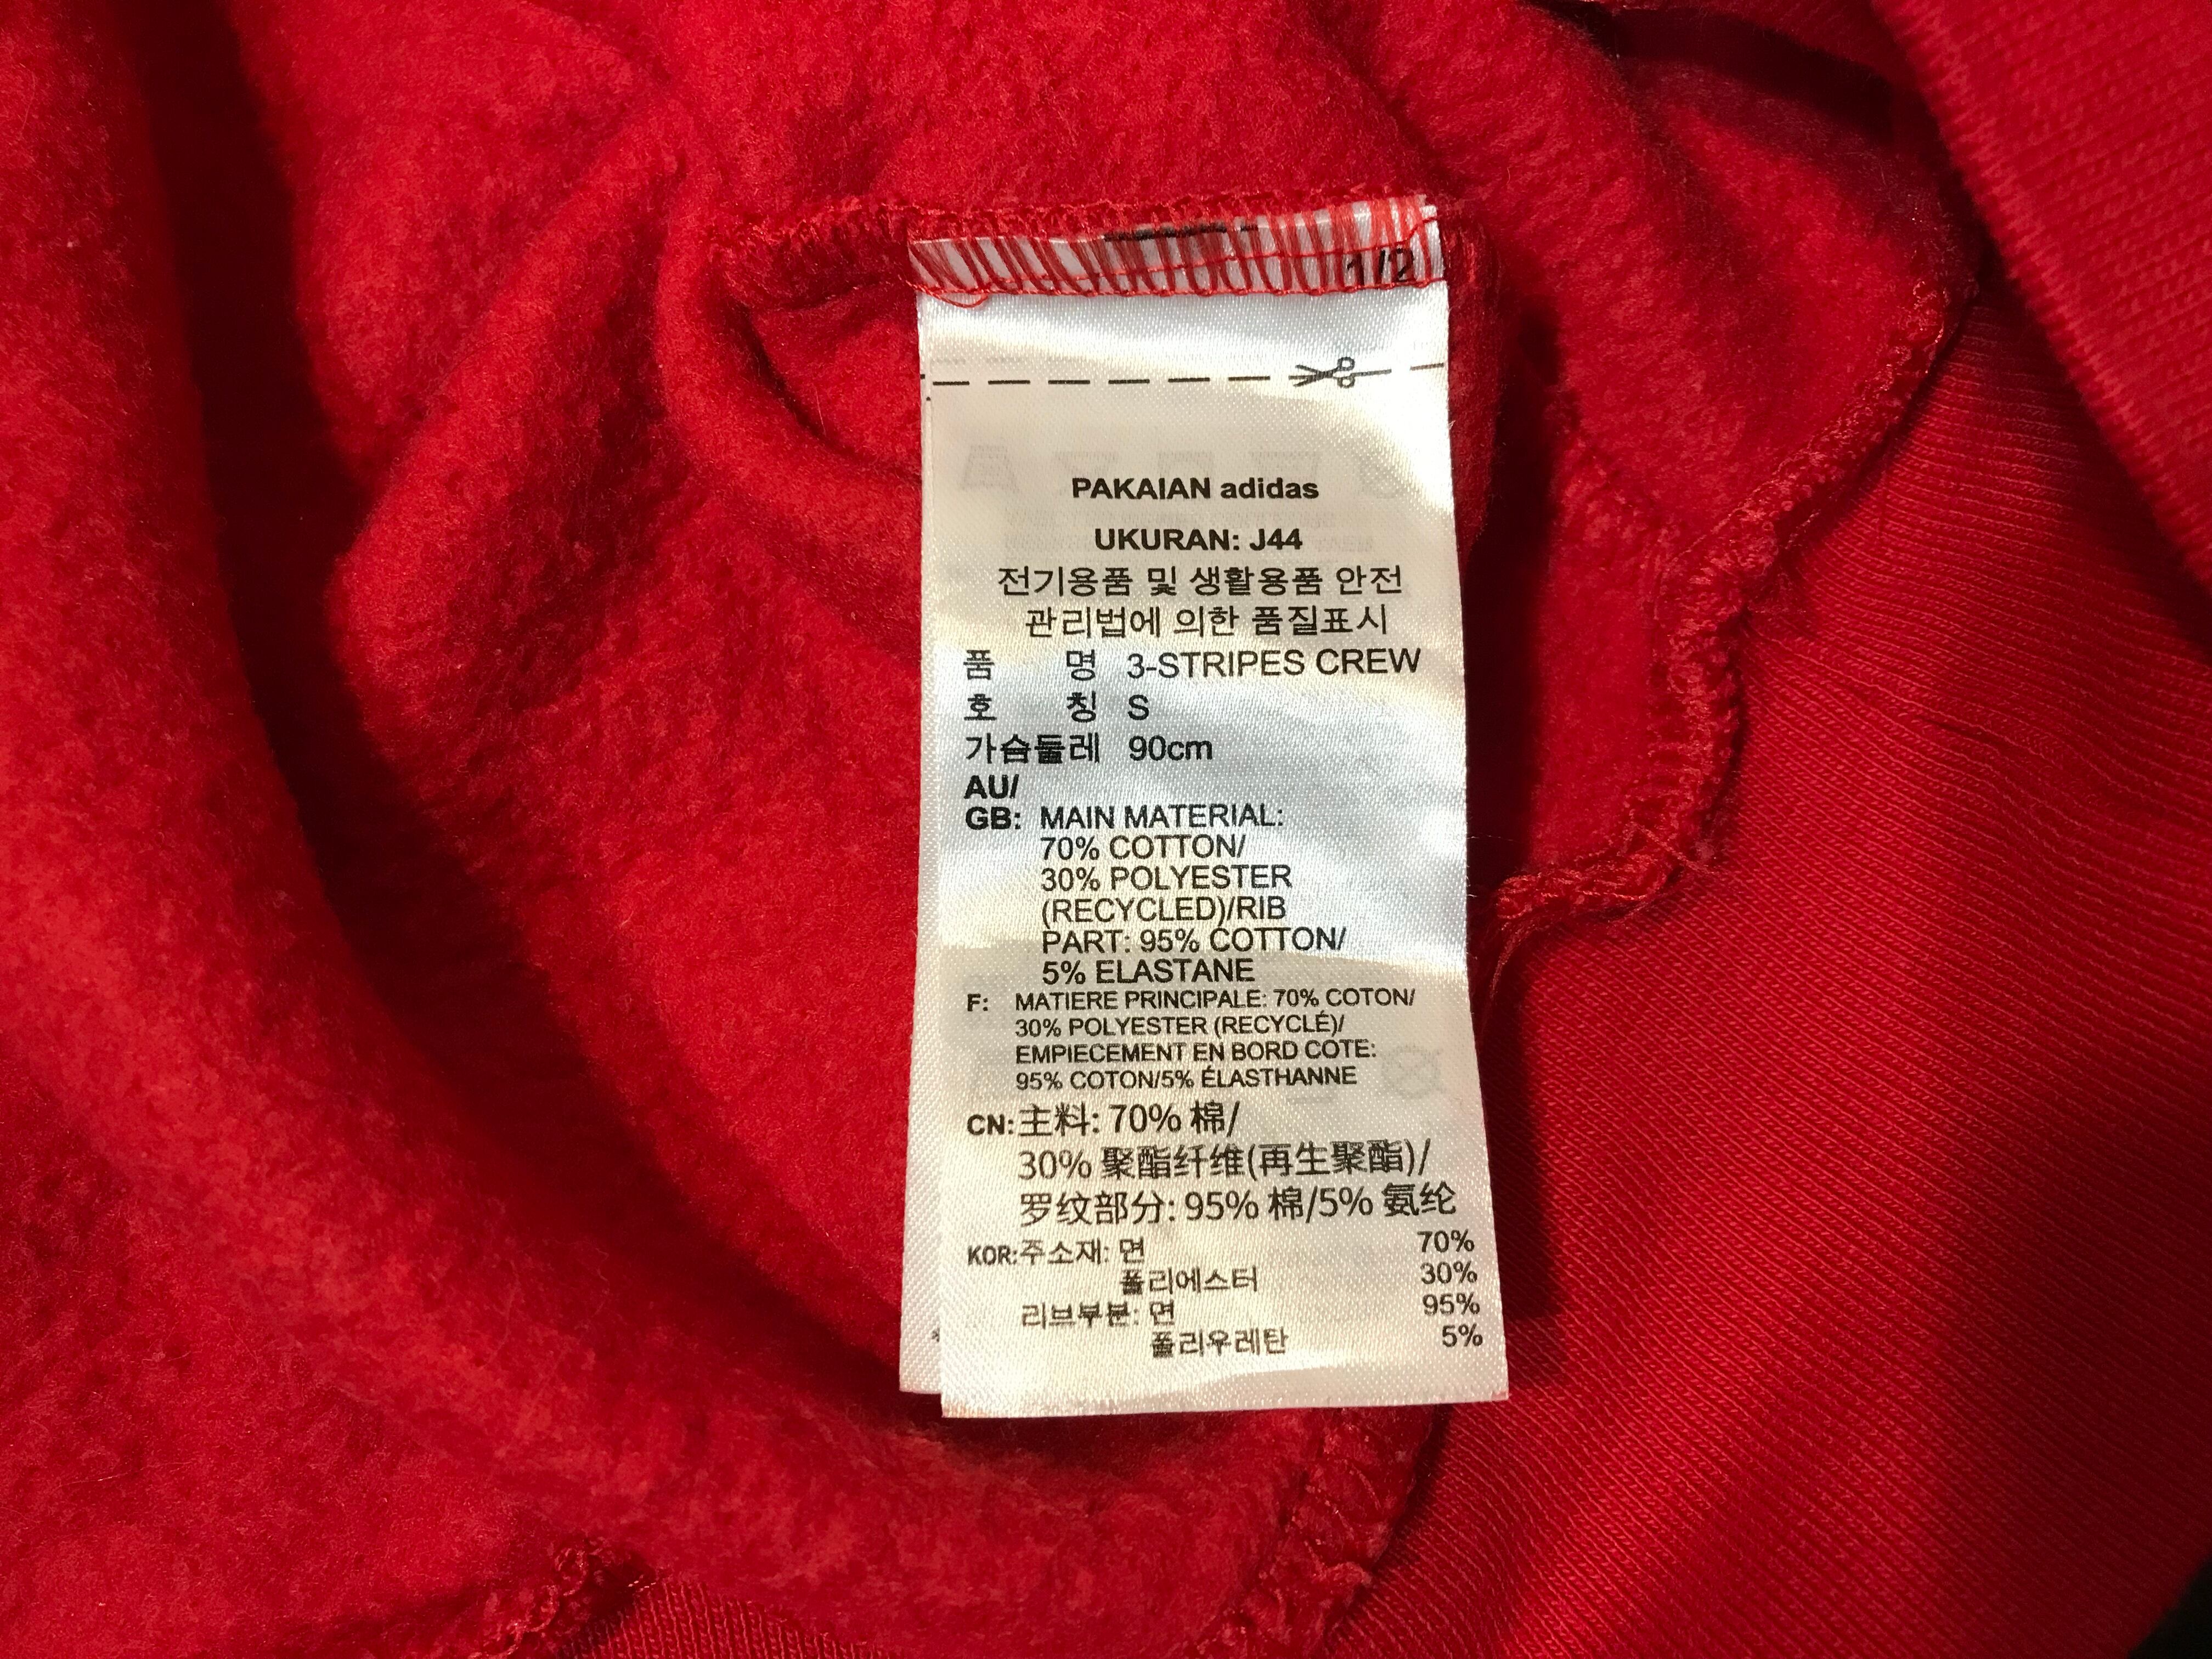 1/2
PAKAIAN adidas
UKURAN: J44
전기용품 및 생활용품 안전
관리법에 의한 품질표시
품 명 3-STRIPES CREW
호 칭 S
가슴둘레 90cm
AU/
GB: MAIN MATERIAL:
70% COTTON/
30% POLYESTER
(RECYCLED)/RIB
PART: 95% COTTON/
5% ELASTANE
F: MATIERE PRINCIPALE: 70% COTON/
30% POLYESTER (RECYCLÉ)/
EMPIECEMENT EN BORD COTE:
95% COTON/5% ÉLASTHANNE
CN: 主料: 70% 棉/
30% 聚酯纤维(再生聚酯)/
罗纹部分: 95% 棉/5% 氨纶
KOR: 주소재: 면 70%
폴리에스터 30%
리브부분: 면 95%
폴리우레탄 5%